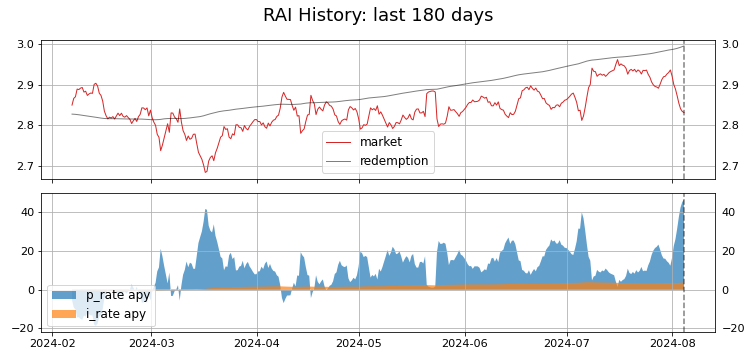 RAI History: last 180 days
3.0 3.0
2.9 2.9
2.8 2.8
2.7 2.7
market
redemption
40 40
20 20
0 0
−20 −20
p_rate apy
i_rate apy
2024-02 2024-03 2024-04 2024-05 2024-06 2024-07 2024-08